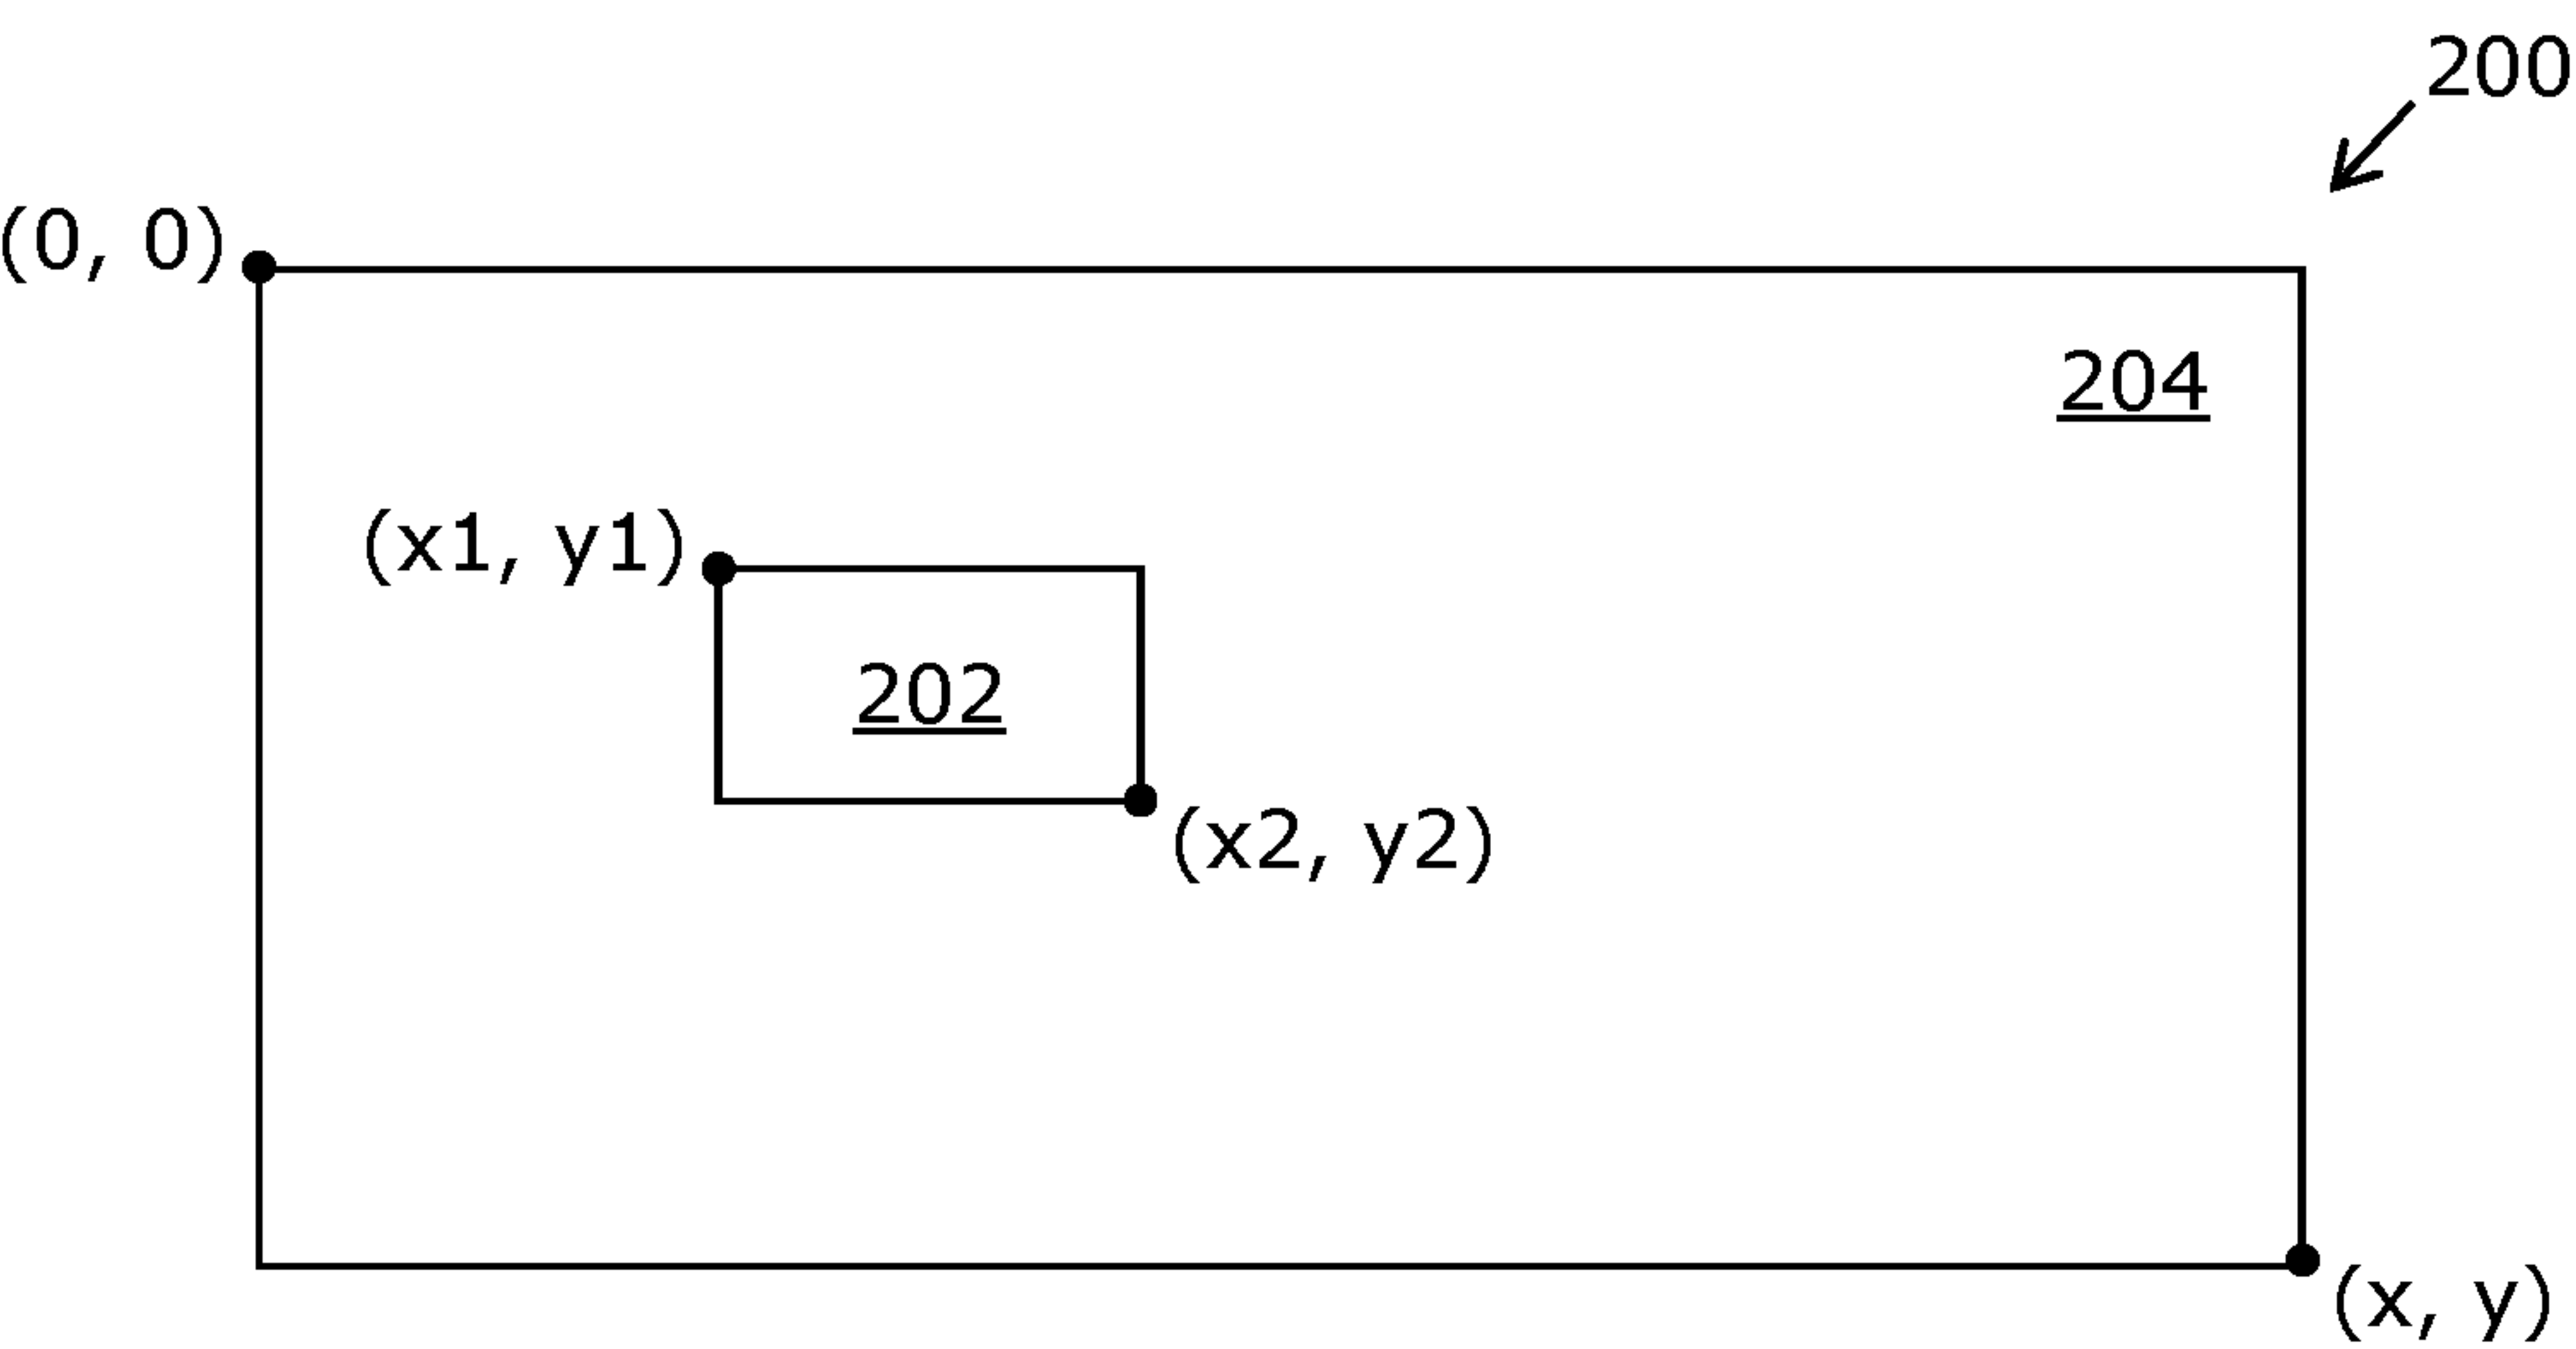 200
(0, 0)
204
(x1, y1)
202
(x2, y2)
(x, y)